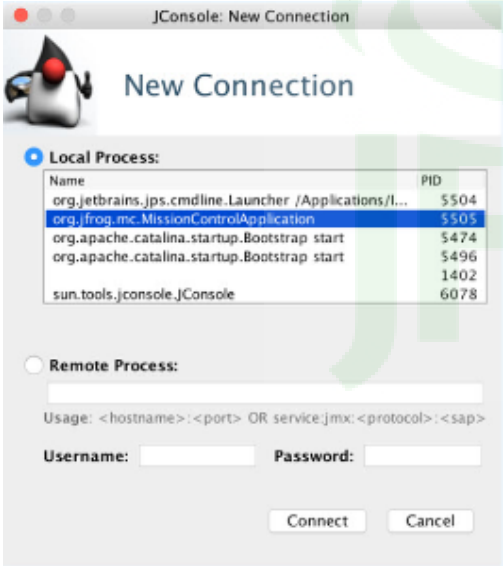 JConsole: New Connection
New Connection
Local Process:
Name PID
org.jetbrains.jps.cmdline.Launcher /Applications/I... 5504
org.jfrog.mc.MissionControlApplication 5505
org.apache.catalina.startup.Bootstrap start 5474
org.apache.catalina.startup.Bootstrap start 5496
1402
sun.tools.jconsole.JConsole 6078
Remote Process:
Usage: <hostname>:<port> OR service:jmx:<protocol>:<sap>
Username: Password:
Connect Cancel